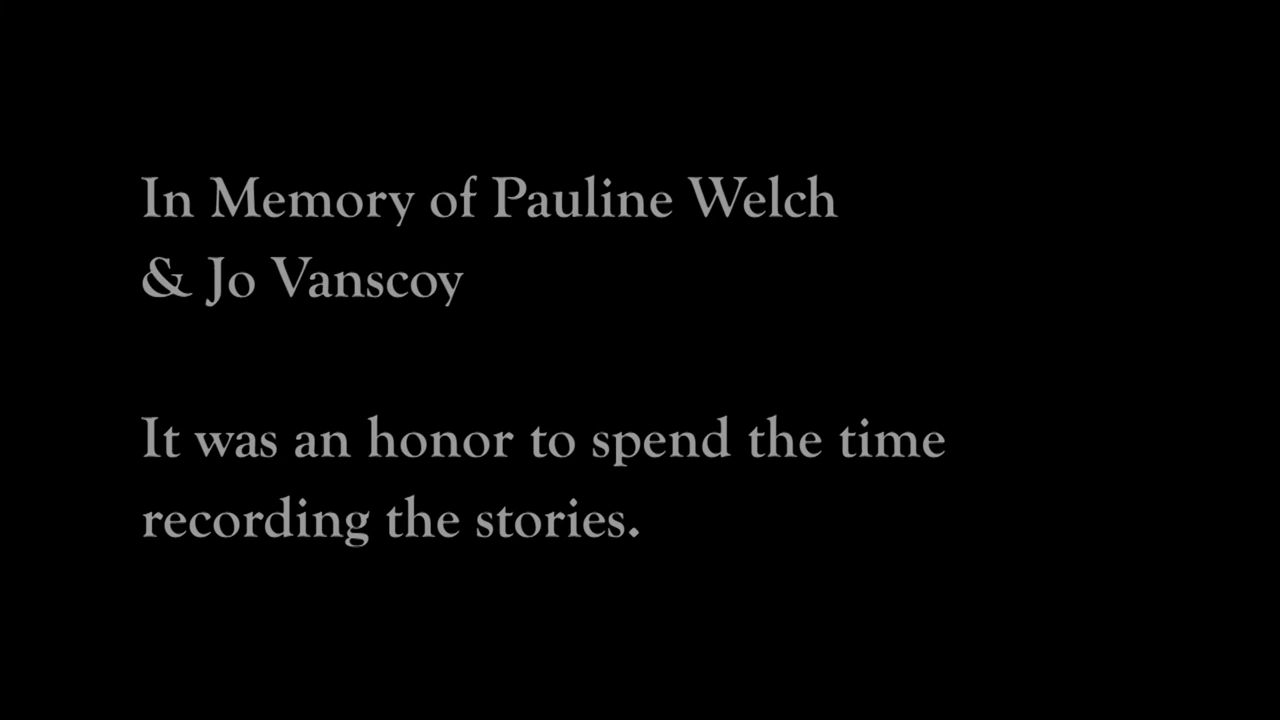 In Memory of Pauline Welch
& Jo Vanscoy
It was an honor to spend the time
recording the stories.